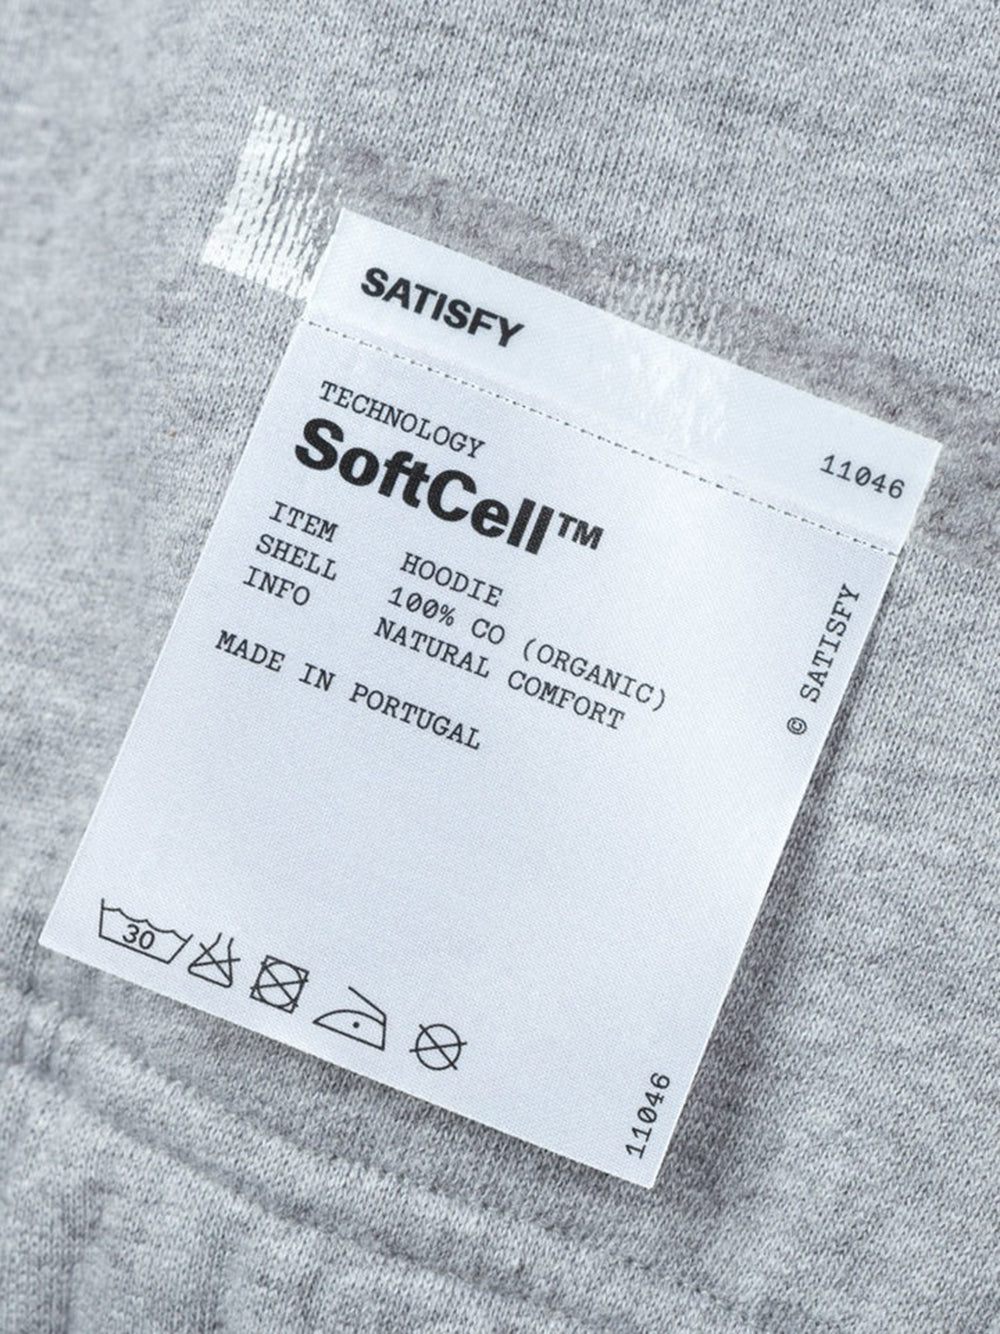 SATISFY
11046
TECHNOLOGY
SoftCell™
ITEM HOODIE
SHELL 100% CO (ORGANIC)
INFO NATURAL COMFORT
MADE IN PORTUGAL
© SATISFY
30
11046